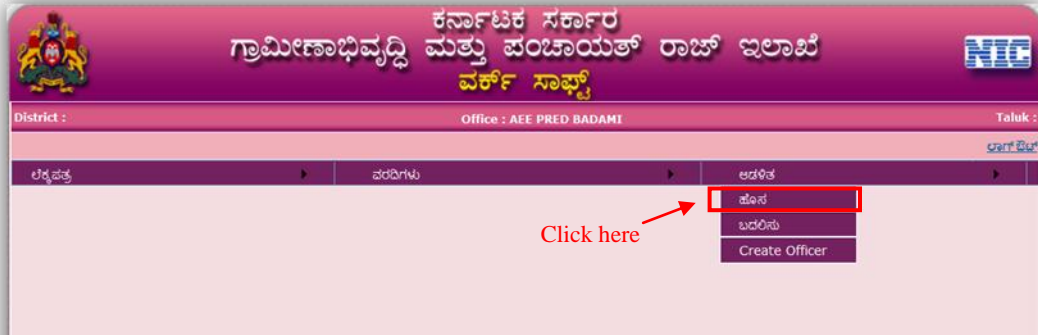 ಕರ್ನಾಟಕ ಸರ್ಕಾರ
ಗ್ರಾಮೀಣಾಭಿವೃದ್ಧಿ ಮತ್ತು ಪಂಚಾಯತ್ ರಾಜ್ ಇಲಾಖೆ
ವರ್ಕ್ ಸಾಫ್ಟ್
NIC
District : Office : AEE PRED BADAMI Taluk :
ಲಾಗ್ ಔಟ್
ಲೆಕ್ಕಪತ್ರ ವರದಿಗಳು ಆಡಳಿತ
ಹೊಸ
Click here
ಬದಲಿಸು
Create Officer